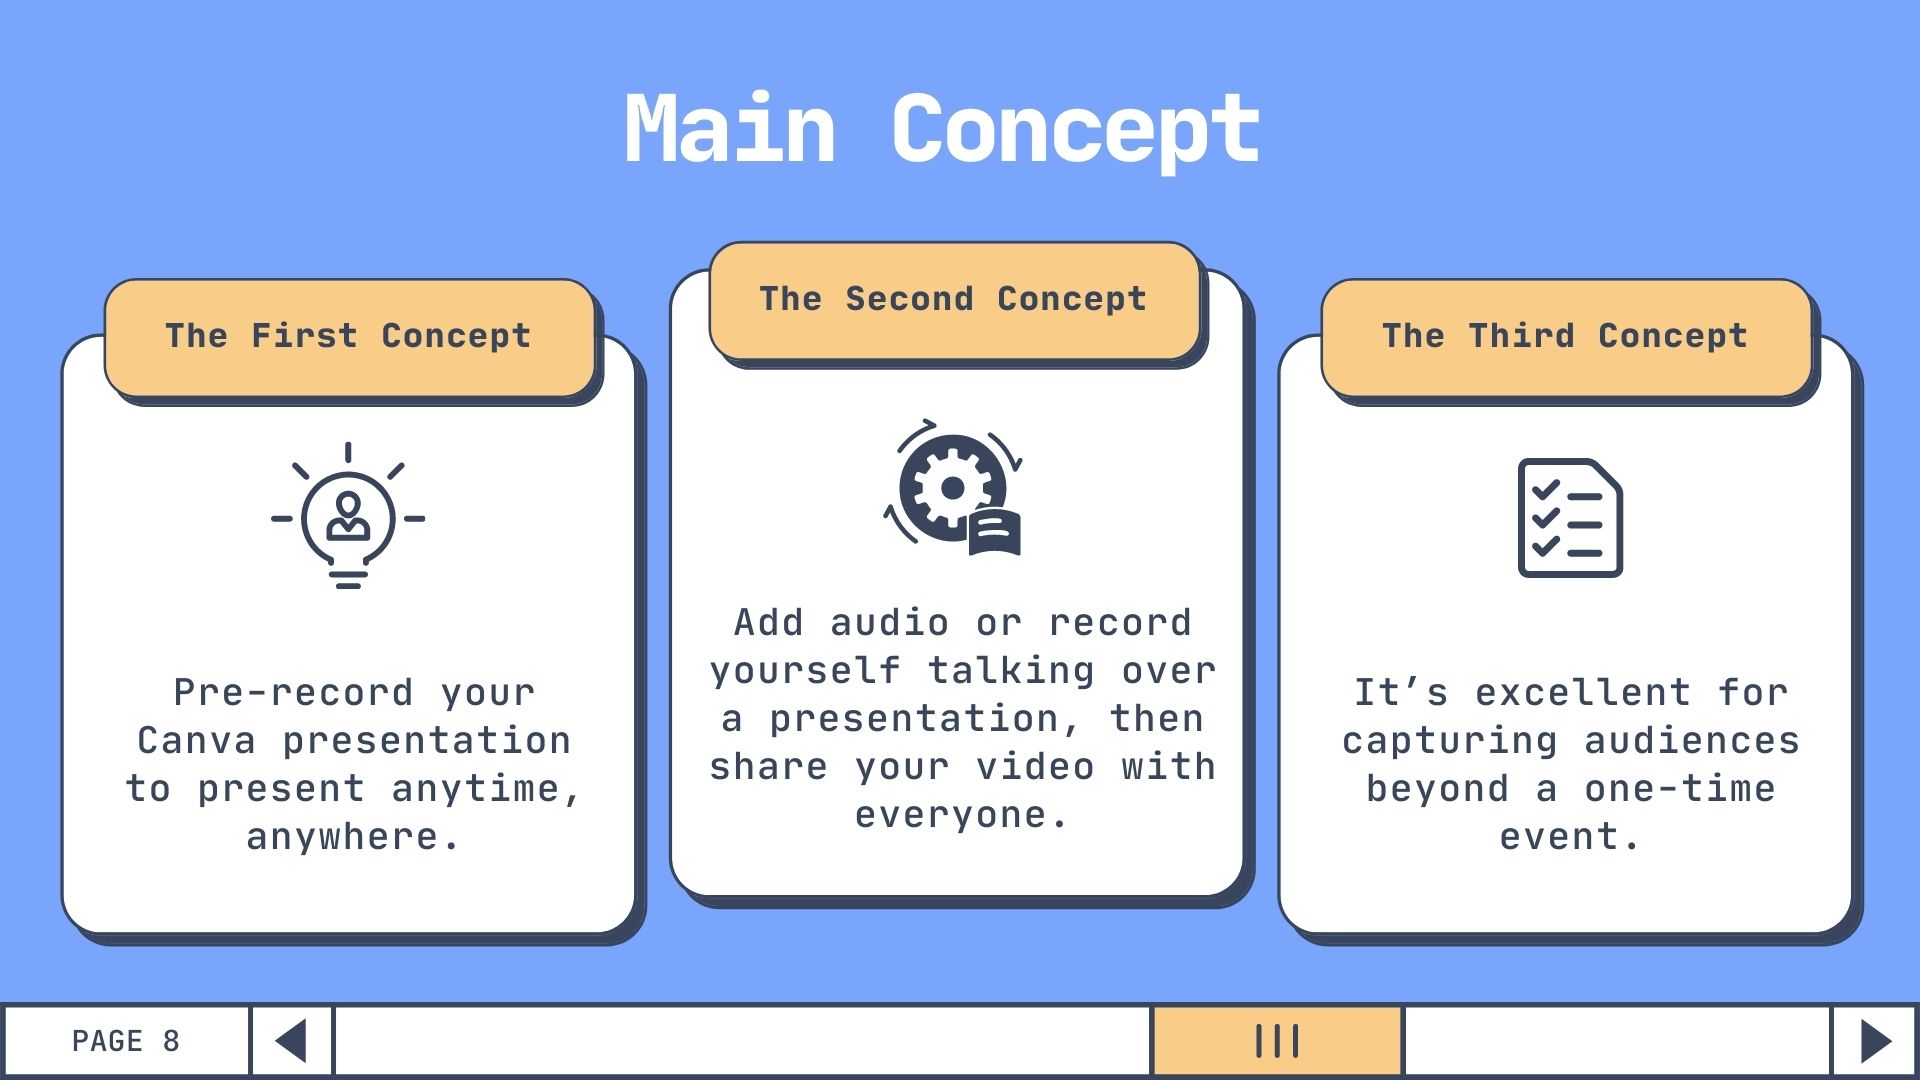 Main Concept
The First Concept
Pre-record your
Canva presentation
to present anytime,
anywhere.
The Second Concept
Add audio or record
yourself talking over
a presentation, then
share your video with
everyone.
The Third Concept
It’s excellent for
capturing audiences
beyond a one-time
event.
PAGE 8